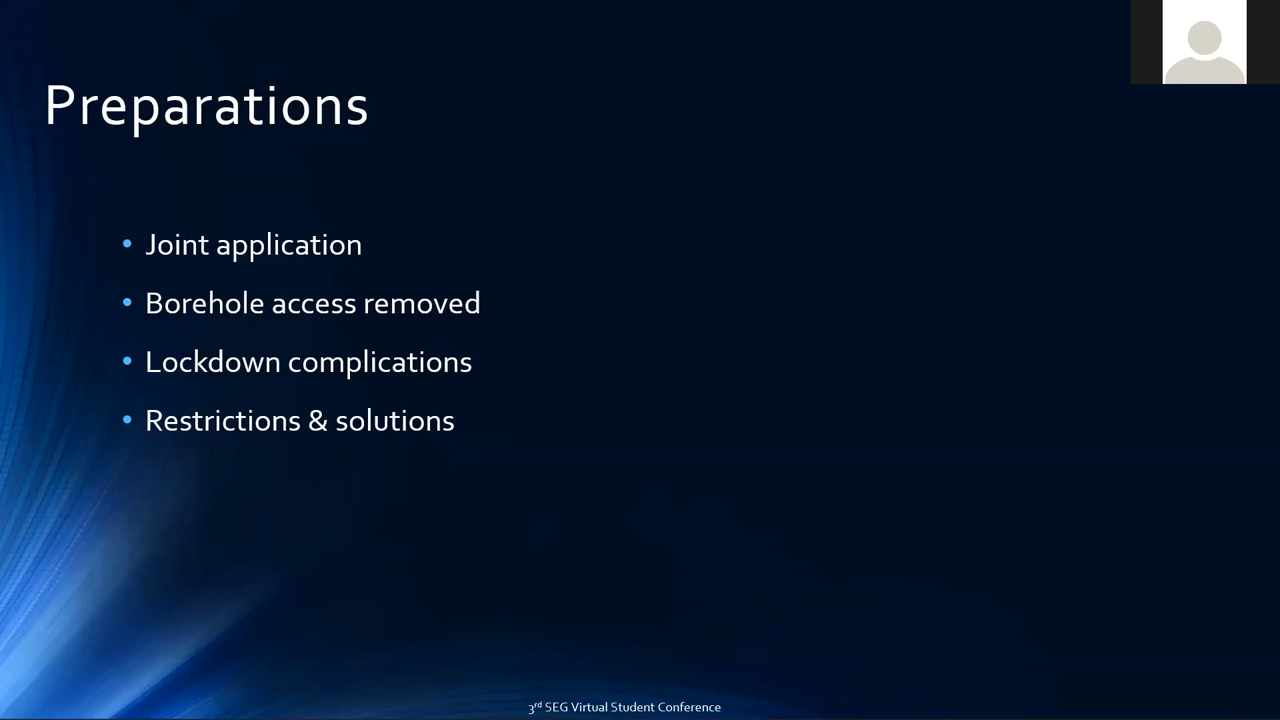 Preparations
• Joint application
• Borehole access removed
• Lockdown complications
• Restrictions & solutions
3rd SEG Virtual Student Conference